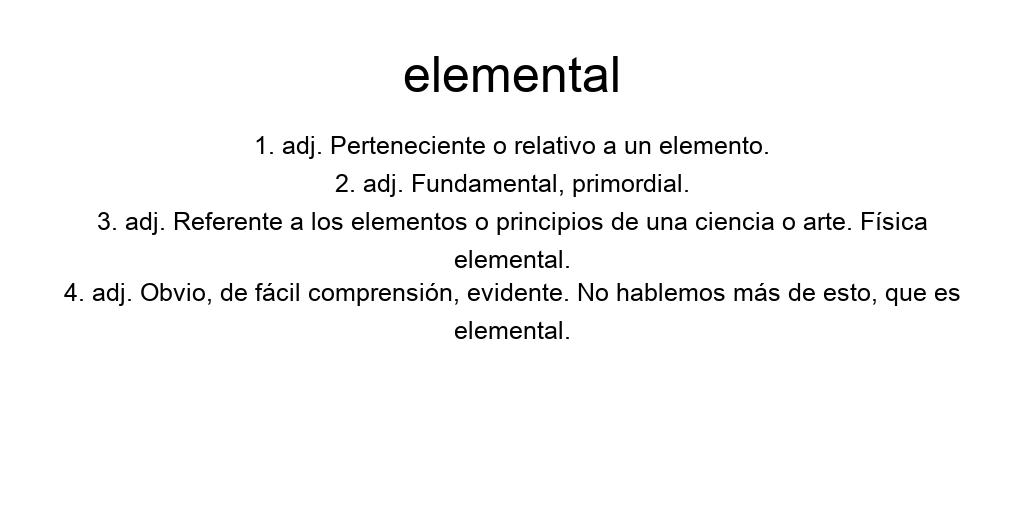 elemental
1. adj. Perteneciente o relativo a un elemento.
2. adj. Fundamental, primordial.
3. adj. Referente a los elementos o principios de una ciencia o arte. Física
elemental.
4. adj. Obvio, de fácil comprensión, evidente. No hablemos más de esto, que es
elemental.